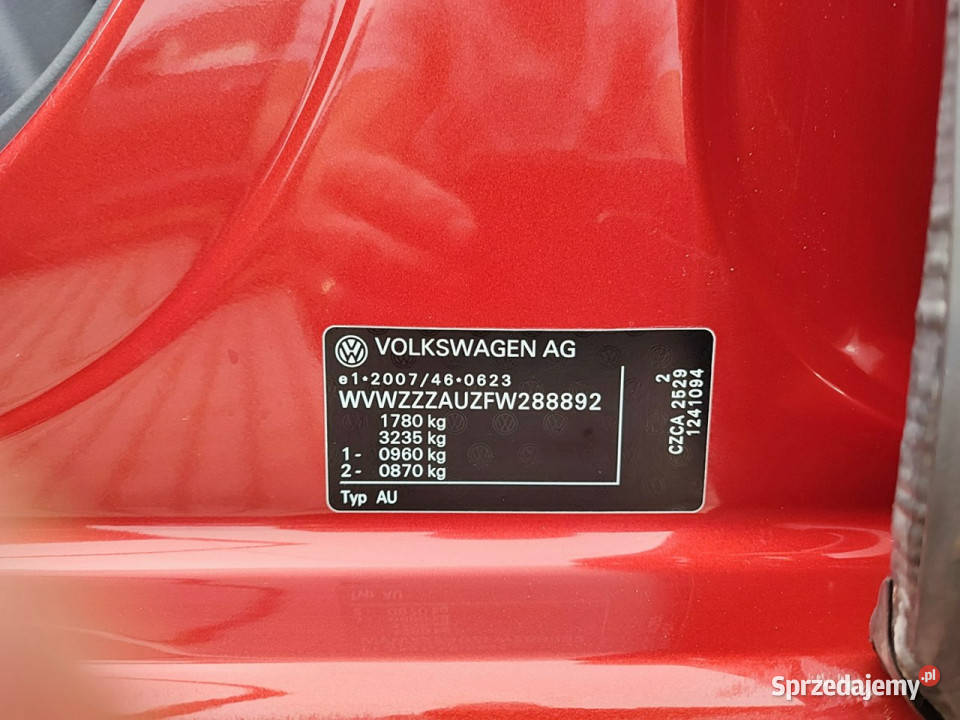 VOLKSWAGEN AG
e1*2007/46*0623
WVWZZZAUZFW288892
1780 kg
3235 kg
1- 0960 kg
2- 0870 kg
Typ AU
2
CZCA 2529
1241094
Sprzedajemy.pl